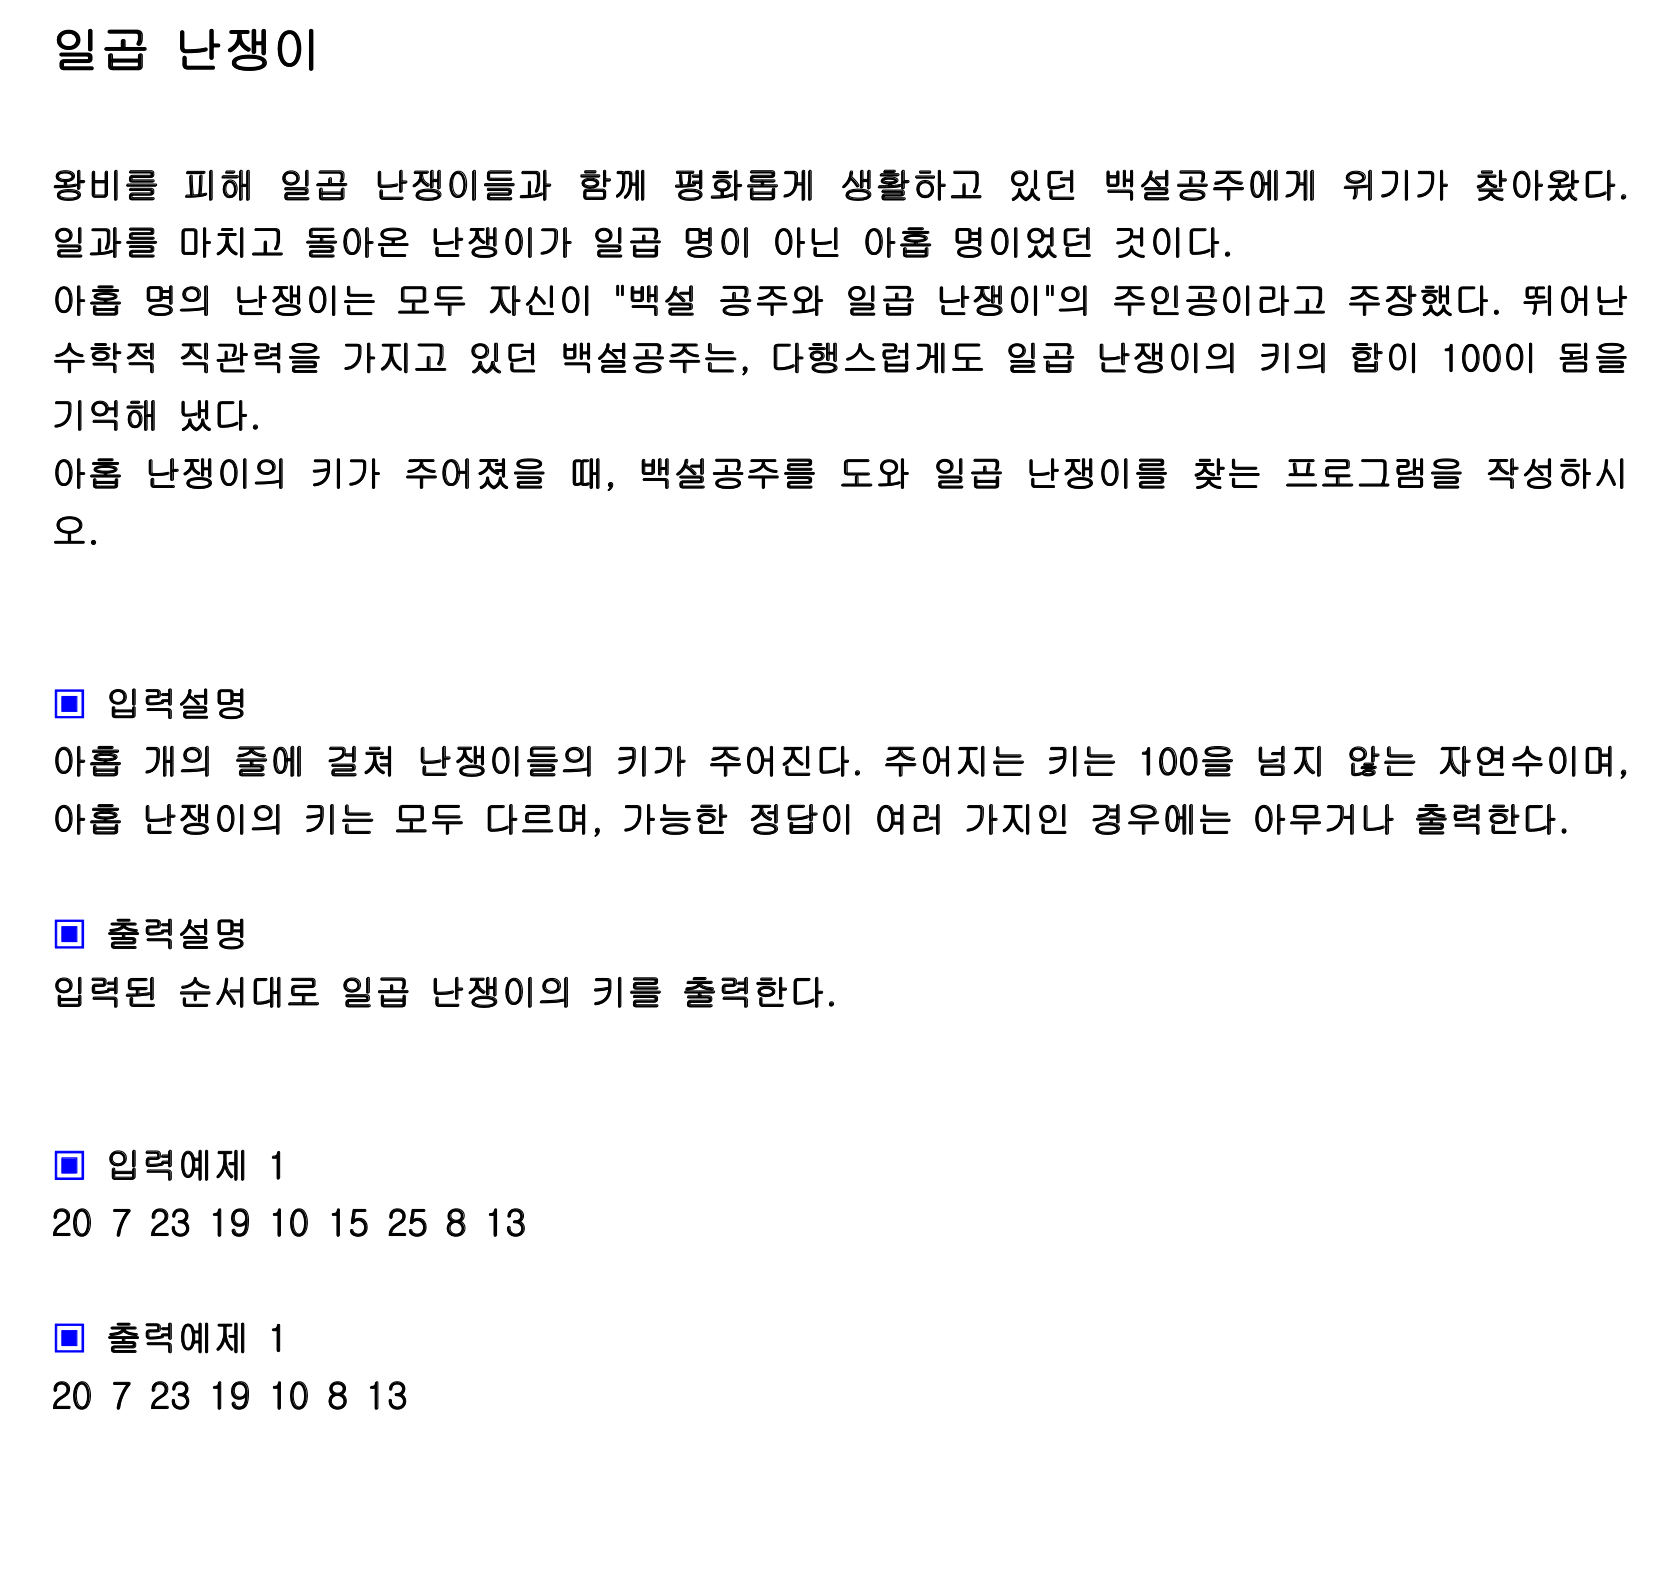 일곱 난쟁이
왕비를 피해 일곱 난쟁이들과 함께 평화롭게 생활하고 있던 백설공주에게 위기가 찾아왔다.
일과를 마치고 돌아온 난쟁이가 일곱 명이 아닌 아홉 명이었던 것이다.
아홉 명의 난쟁이는 모두 자신이 "백설 공주와 일곱 난쟁이"의 주인공이라고 주장했다. 뛰어난
수학적 직관력을 가지고 있던 백설공주는, 다행스럽게도 일곱 난쟁이의 키의 합이 100이 됨을
기억해 냈다.
아홉 난쟁이의 키가 주어졌을 때, 백설공주를 도와 일곱 난쟁이를 찾는 프로그램을 작성하시
오.
▣ 입력설명
아홉 개의 줄에 걸쳐 난쟁이들의 키가 주어진다. 주어지는 키는 100을 넘지 않는 자연수이며,
아홉 난쟁이의 키는 모두 다르며, 가능한 정답이 여러 가지인 경우에는 아무거나 출력한다.
▣ 출력설명
입력된 순서대로 일곱 난쟁이의 키를 출력한다.
▣ 입력예제 1
20 7 23 19 10 15 25 8 13
▣ 출력예제 1
20 7 23 19 10 8 13